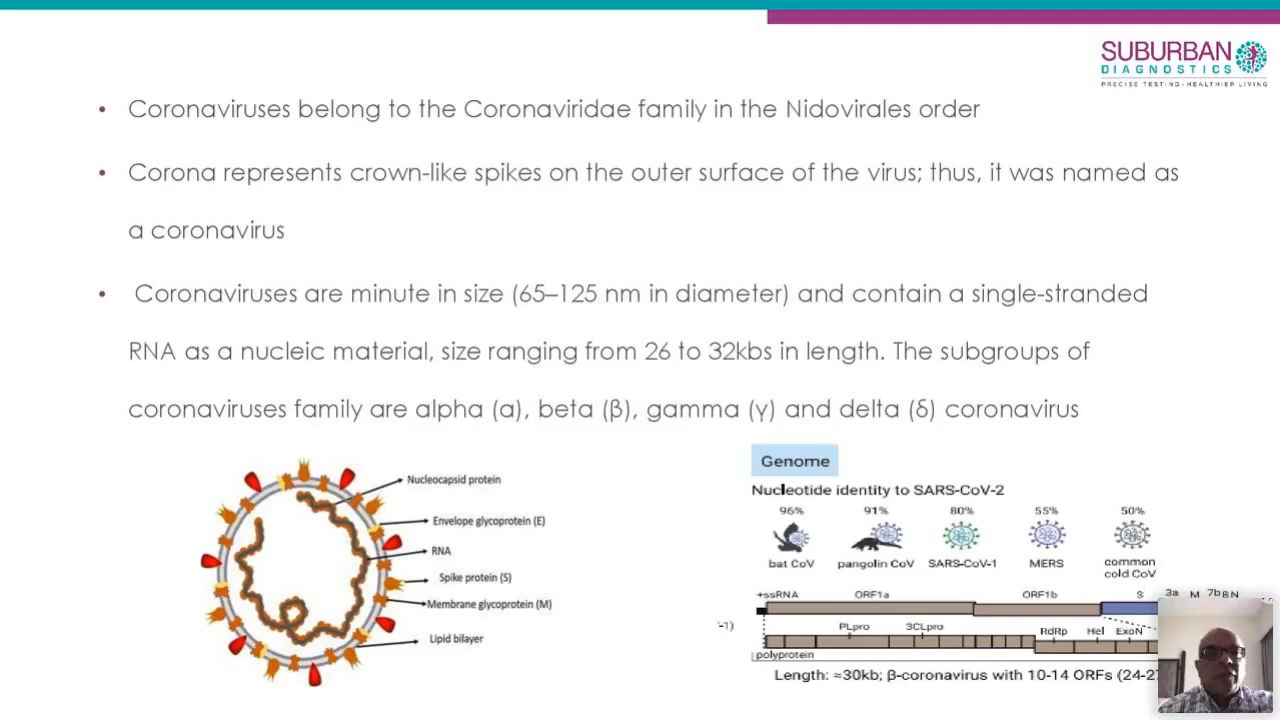 SUBURBAN
DIAGNOSTICS
PRECISE TESTING-HEALTHIER LIVING
• Coronaviruses belong to the Coronaviridae family in the Nidovirales order
• Corona represents crown-like spikes on the outer surface of the virus; thus, it was named as
a coronavirus
• Coronaviruses are minute in size (65–125 nm in diameter) and contain a single-stranded
RNA as a nucleic material, size ranging from 26 to 32kbs in length. The subgroups of
coronaviruses family are alpha (α), beta (β), gamma (γ) and delta (δ) coronavirus
Nucleocapsid protein
Envelope glycoprotein (E)
RNA
Spike protein (S)
Membrane glycoprotein (M)
Lipid bilayer
Genome
Nucleotide identity to SARS-CoV-2
96% 91% 80% 55% 50%
bat CoV pangolin CoV SARS-CoV-1 MERS common
cold CoV
+ssRNA ORF1a ORF1b S 3a M 7b 8 N
-1)
PLpro 3CLpro RdRp Hel ExoN
polyprotein
Length: ≈30kb; β-coronavirus with 10-14 ORFs (24-27